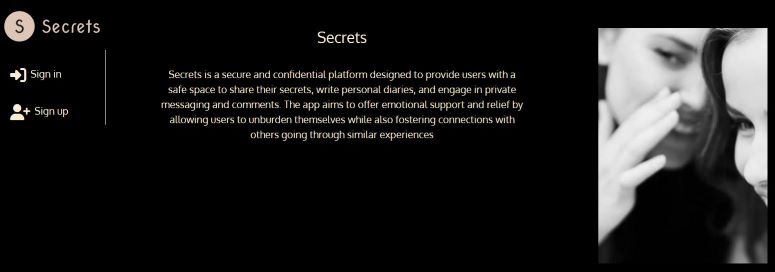 S Secrets
Sign in
Sign up
Secrets
Secrets is a secure and confidential platform designed to provide users with a
safe space to share their secrets, write personal diaries, and engage in private
messaging and comments. The app aims to offer emotional support and relief by
allowing users to unburden themselves while also fostering connections with
others going through similar experiences